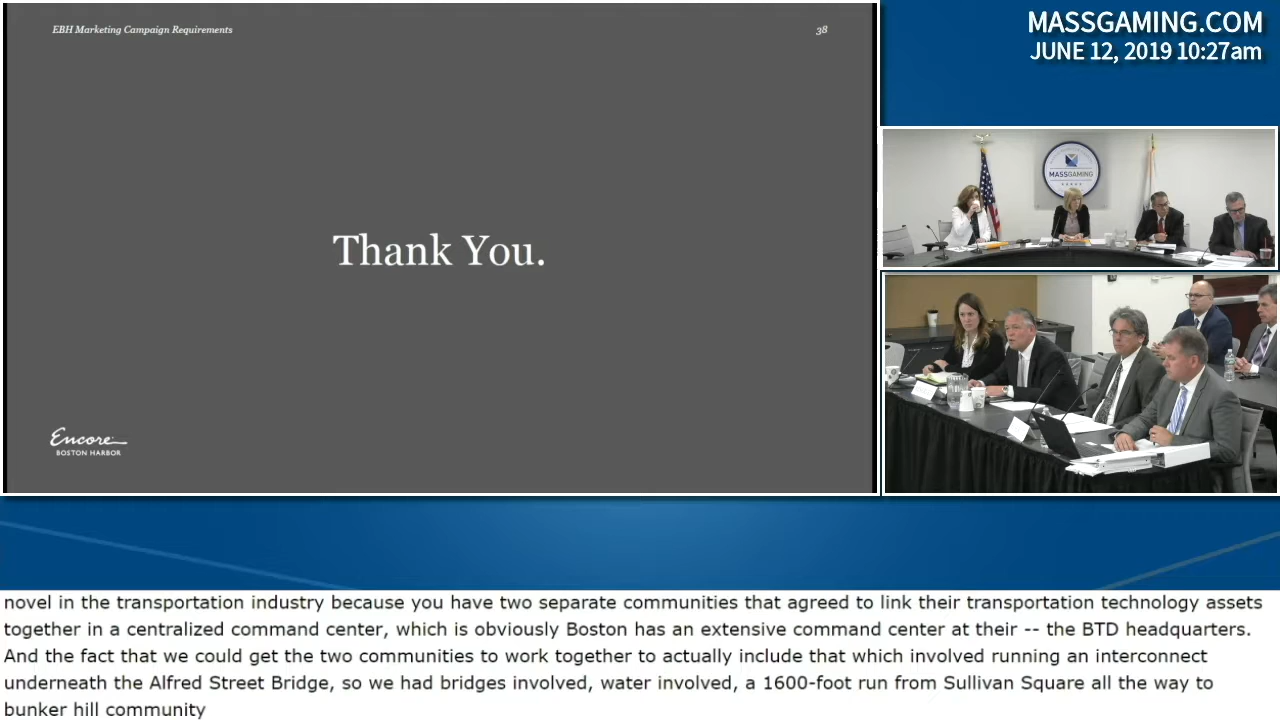 EBH Marketing Campaign Requirements
38
Thank You.
Encore
BOSTON HARBOR
MASSGAMING.COM
JUNE 12, 2019 10:27am
MASSGAMING
novel in the transportation industry because you have two separate communities that agreed to link their transportation technology assets
together in a centralized command center, which is obviously Boston has an extensive command center at their -- the BTD headquarters.
And the fact that we could get the two communities to work together to actually include that which involved running an interconnect
underneath the Alfred Street Bridge, so we had bridges involved, water involved, a 1600-foot run from Sullivan Square all the way to
bunker hill community